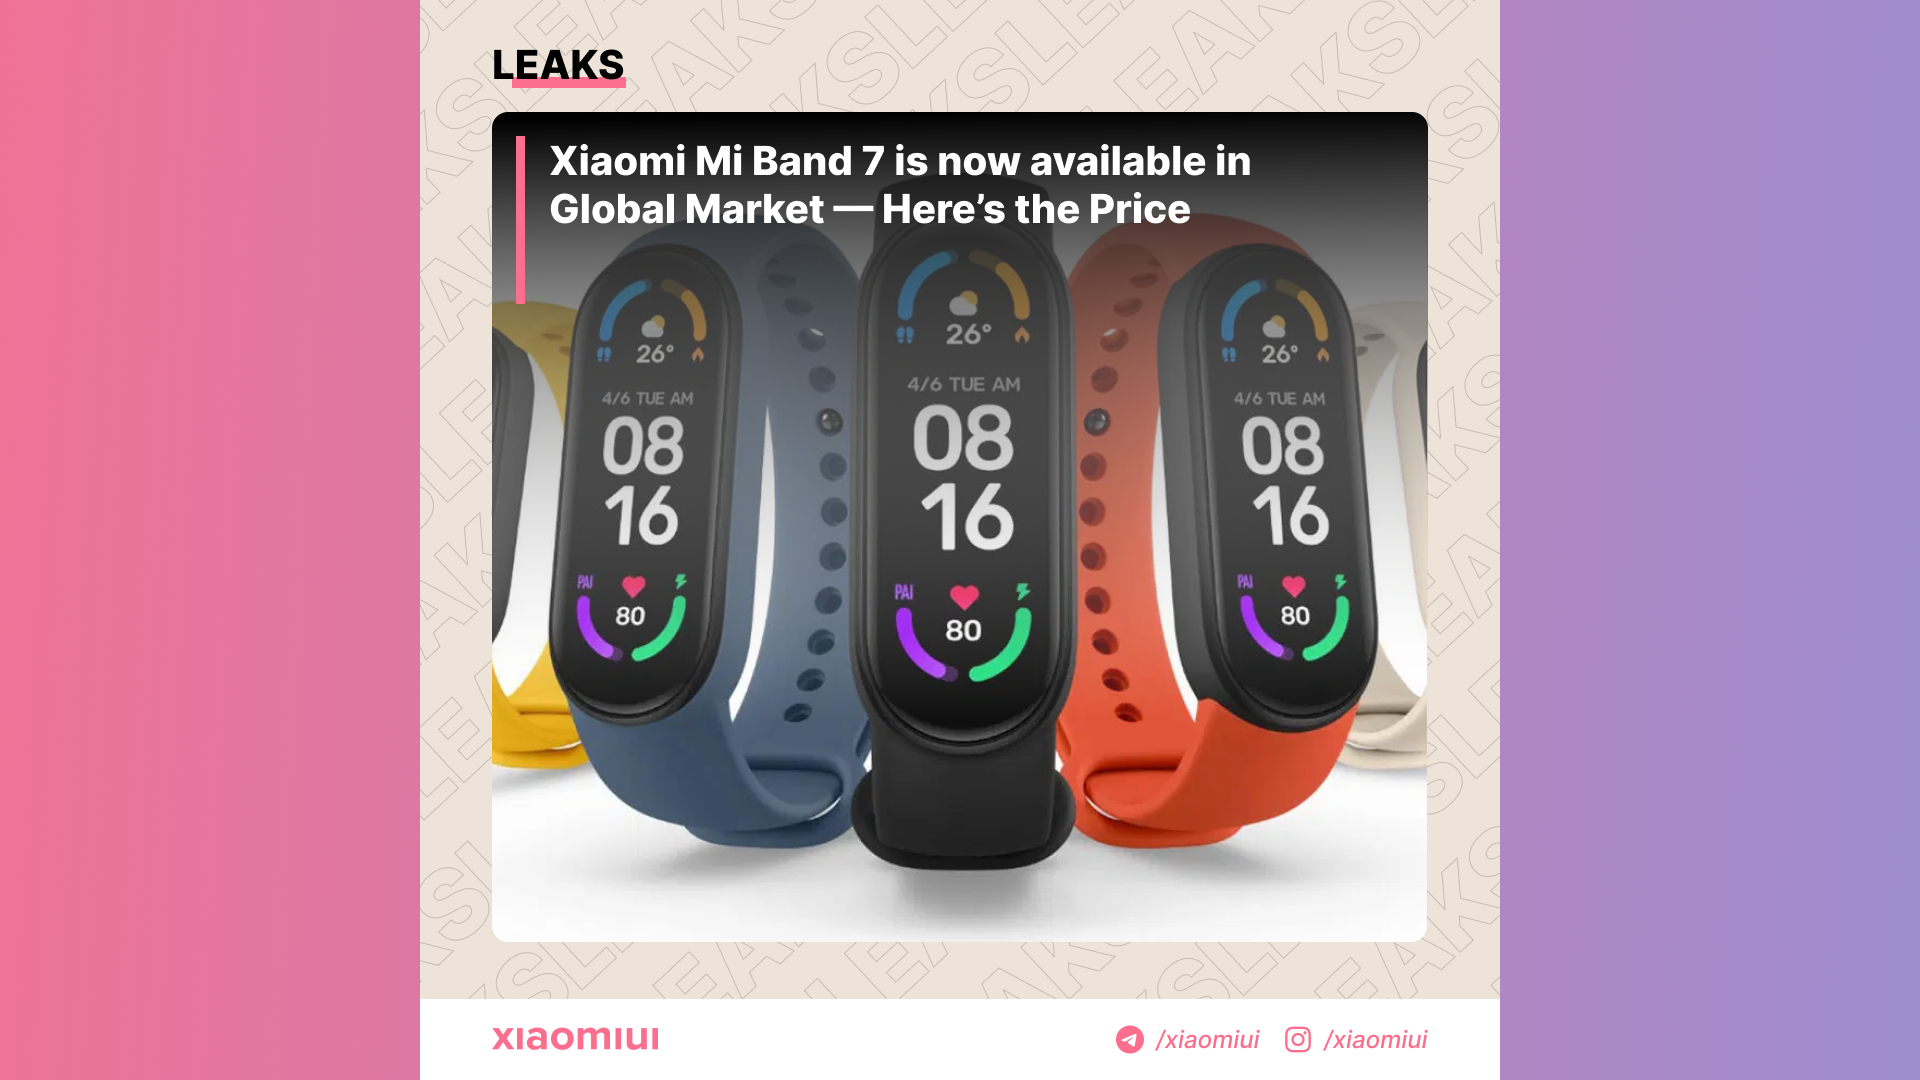 LEAKS
Xiaomi Mi Band 7 is now available in
Global Market — Here’s the Price
26°
4/6 TUE AM
08
16
PAI
80
26°
4/6 TUE AM
08
16
PAI
80
26°
4/6 TUE AM
08
16
PAI
80
xıaomıuı
/xiaomiui /xiaomiui